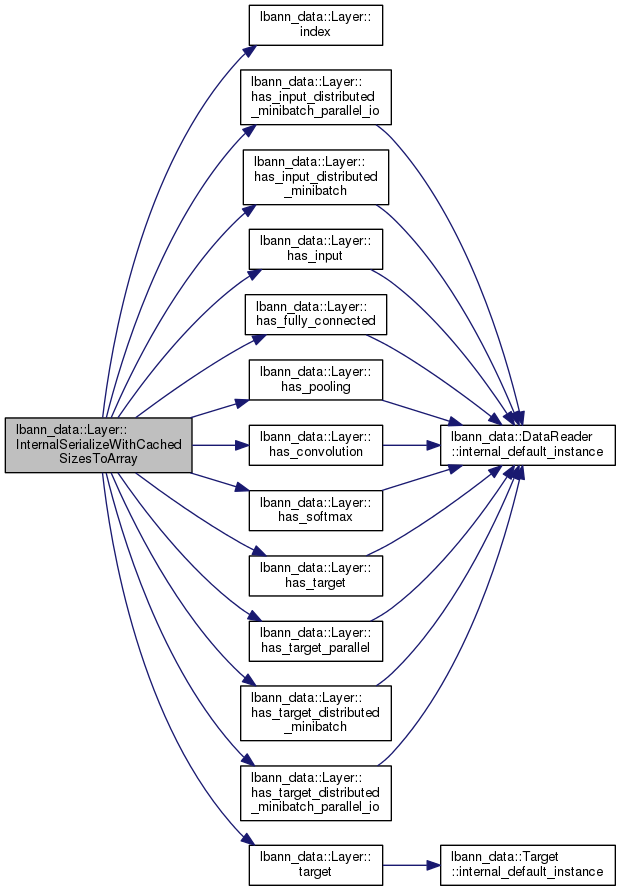 lbann_data::Layer::
index
lbann_data::Layer::
has_input_distributed
_minibatch_parallel_io
lbann_data::Layer::
has_input_distributed
_minibatch
lbann_data::Layer::
has_input
lbann_data::Layer::
has_fully_connected
lbann_data::Layer::
has_pooling
lbann_data::Layer::
InternalSerializeWithCached
SizesToArray
lbann_data::Layer::
has_convolution
lbann_data::DataReader
::internal_default_instance
lbann_data::Layer::
has_softmax
lbann_data::Layer::
has_target
lbann_data::Layer::
has_target_parallel
lbann_data::Layer::
has_target_distributed
_minibatch
lbann_data::Layer::
has_target_distributed
_minibatch_parallel_io
lbann_data::Layer::
target
lbann_data::Target
::internal_default_instance